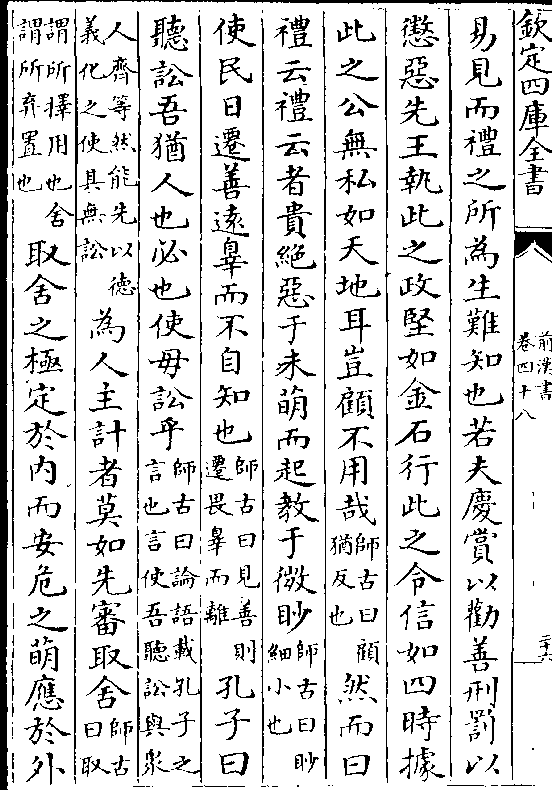 欽定四庫全書
前漢書
卷四十八
二十六
易見而禮之所為生難知也若夫慶賞以勸善刑罰以
懲惡先王執此之政堅如金石行此之令信如四時據
此之公無私如天地耳豈顧不用哉師古曰顧猶反也然而曰
禮云禮云者貴絕惡于未萌而起教于微眇師古曰眇細小也
使民日遷善遠辠而不自知也師古曰見善則遷畏辠而離孔子曰
聽訟吾猶人也必也使毋訟乎師古曰論語載孔子之言也言使吾聽訟與衆
人齊等然能先以德義化之使其無訟為人主計者莫如先審取舍師古曰取
謂所擇用也舍謂所弃置也取舍之極定於內而安危之萌應於外